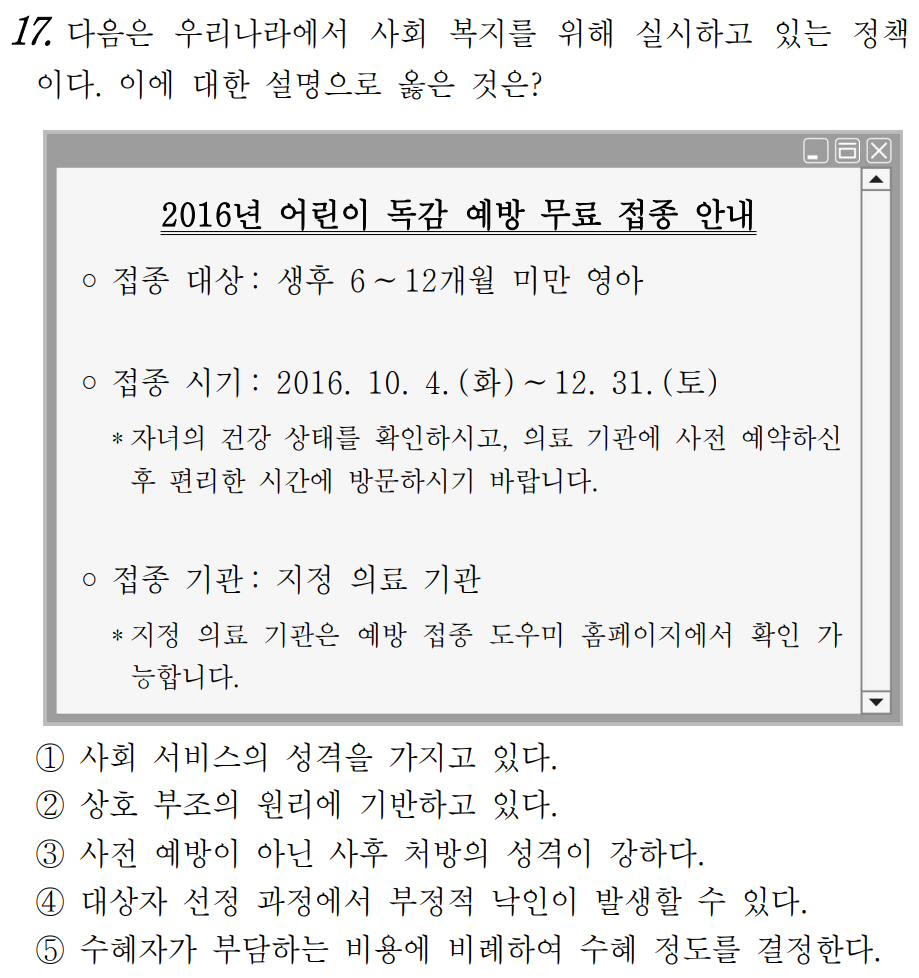 17. 다음은 우리나라에서 사회 복지를 위해 실시하고 있는 정책
이다. 이에 대한 설명으로 옳은 것은?
2016년 어린이 독감 예방 무료 접종 안내
○ 접종 대상: 생후 6~12개월 미만 영아
○ 접종 시기: 2016. 10. 4.(화)~12. 31.(토)
* 자녀의 건강 상태를 확인하시고, 의료 기관에 사전 예약하신
후 편리한 시간에 방문하시기 바랍니다.
○ 접종 기관: 지정 의료 기관
* 지정 의료 기관은 예방 접종 도우미 홈페이지에서 확인 가
능합니다.
① 사회 서비스의 성격을 가지고 있다.
② 상호 부조의 원리에 기반하고 있다.
③ 사전 예방이 아닌 사후 처방의 성격이 강하다.
④ 대상자 선정 과정에서 부정적 낙인이 발생할 수 있다.
⑤ 수혜자가 부담하는 비용에 비례하여 수혜 정도를 결정한다.